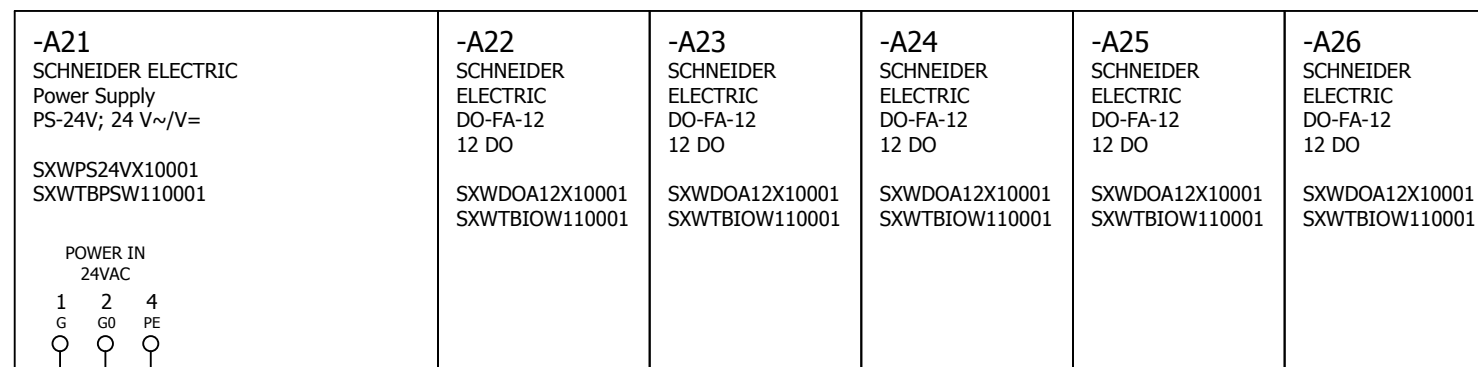 -A21
SCHNEIDER ELECTRIC
Power Supply
PS-24V; 24 V~/V=
SXWPS24VX10001
SXWTBPSW110001
POWER IN
24VAC
1 2 4
G G0 PE
-A22
SCHNEIDER
ELECTRIC
DO-FA-12
12 DO
SXWDOA12X10001
SXWTBIOW110001
-A23
SCHNEIDER
ELECTRIC
DO-FA-12
12 DO
SXWDOA12X10001
SXWTBIOW110001
-A24
SCHNEIDER
ELECTRIC
DO-FA-12
12 DO
SXWDOA12X10001
SXWTBIOW110001
-A25
SCHNEIDER
ELECTRIC
DO-FA-12
12 DO
SXWDOA12X10001
SXWTBIOW110001
-A26
SCHNEIDER
ELECTRIC
DO-FA-12
12 DO
SXWDOA12X10001
SXWTBIOW110001